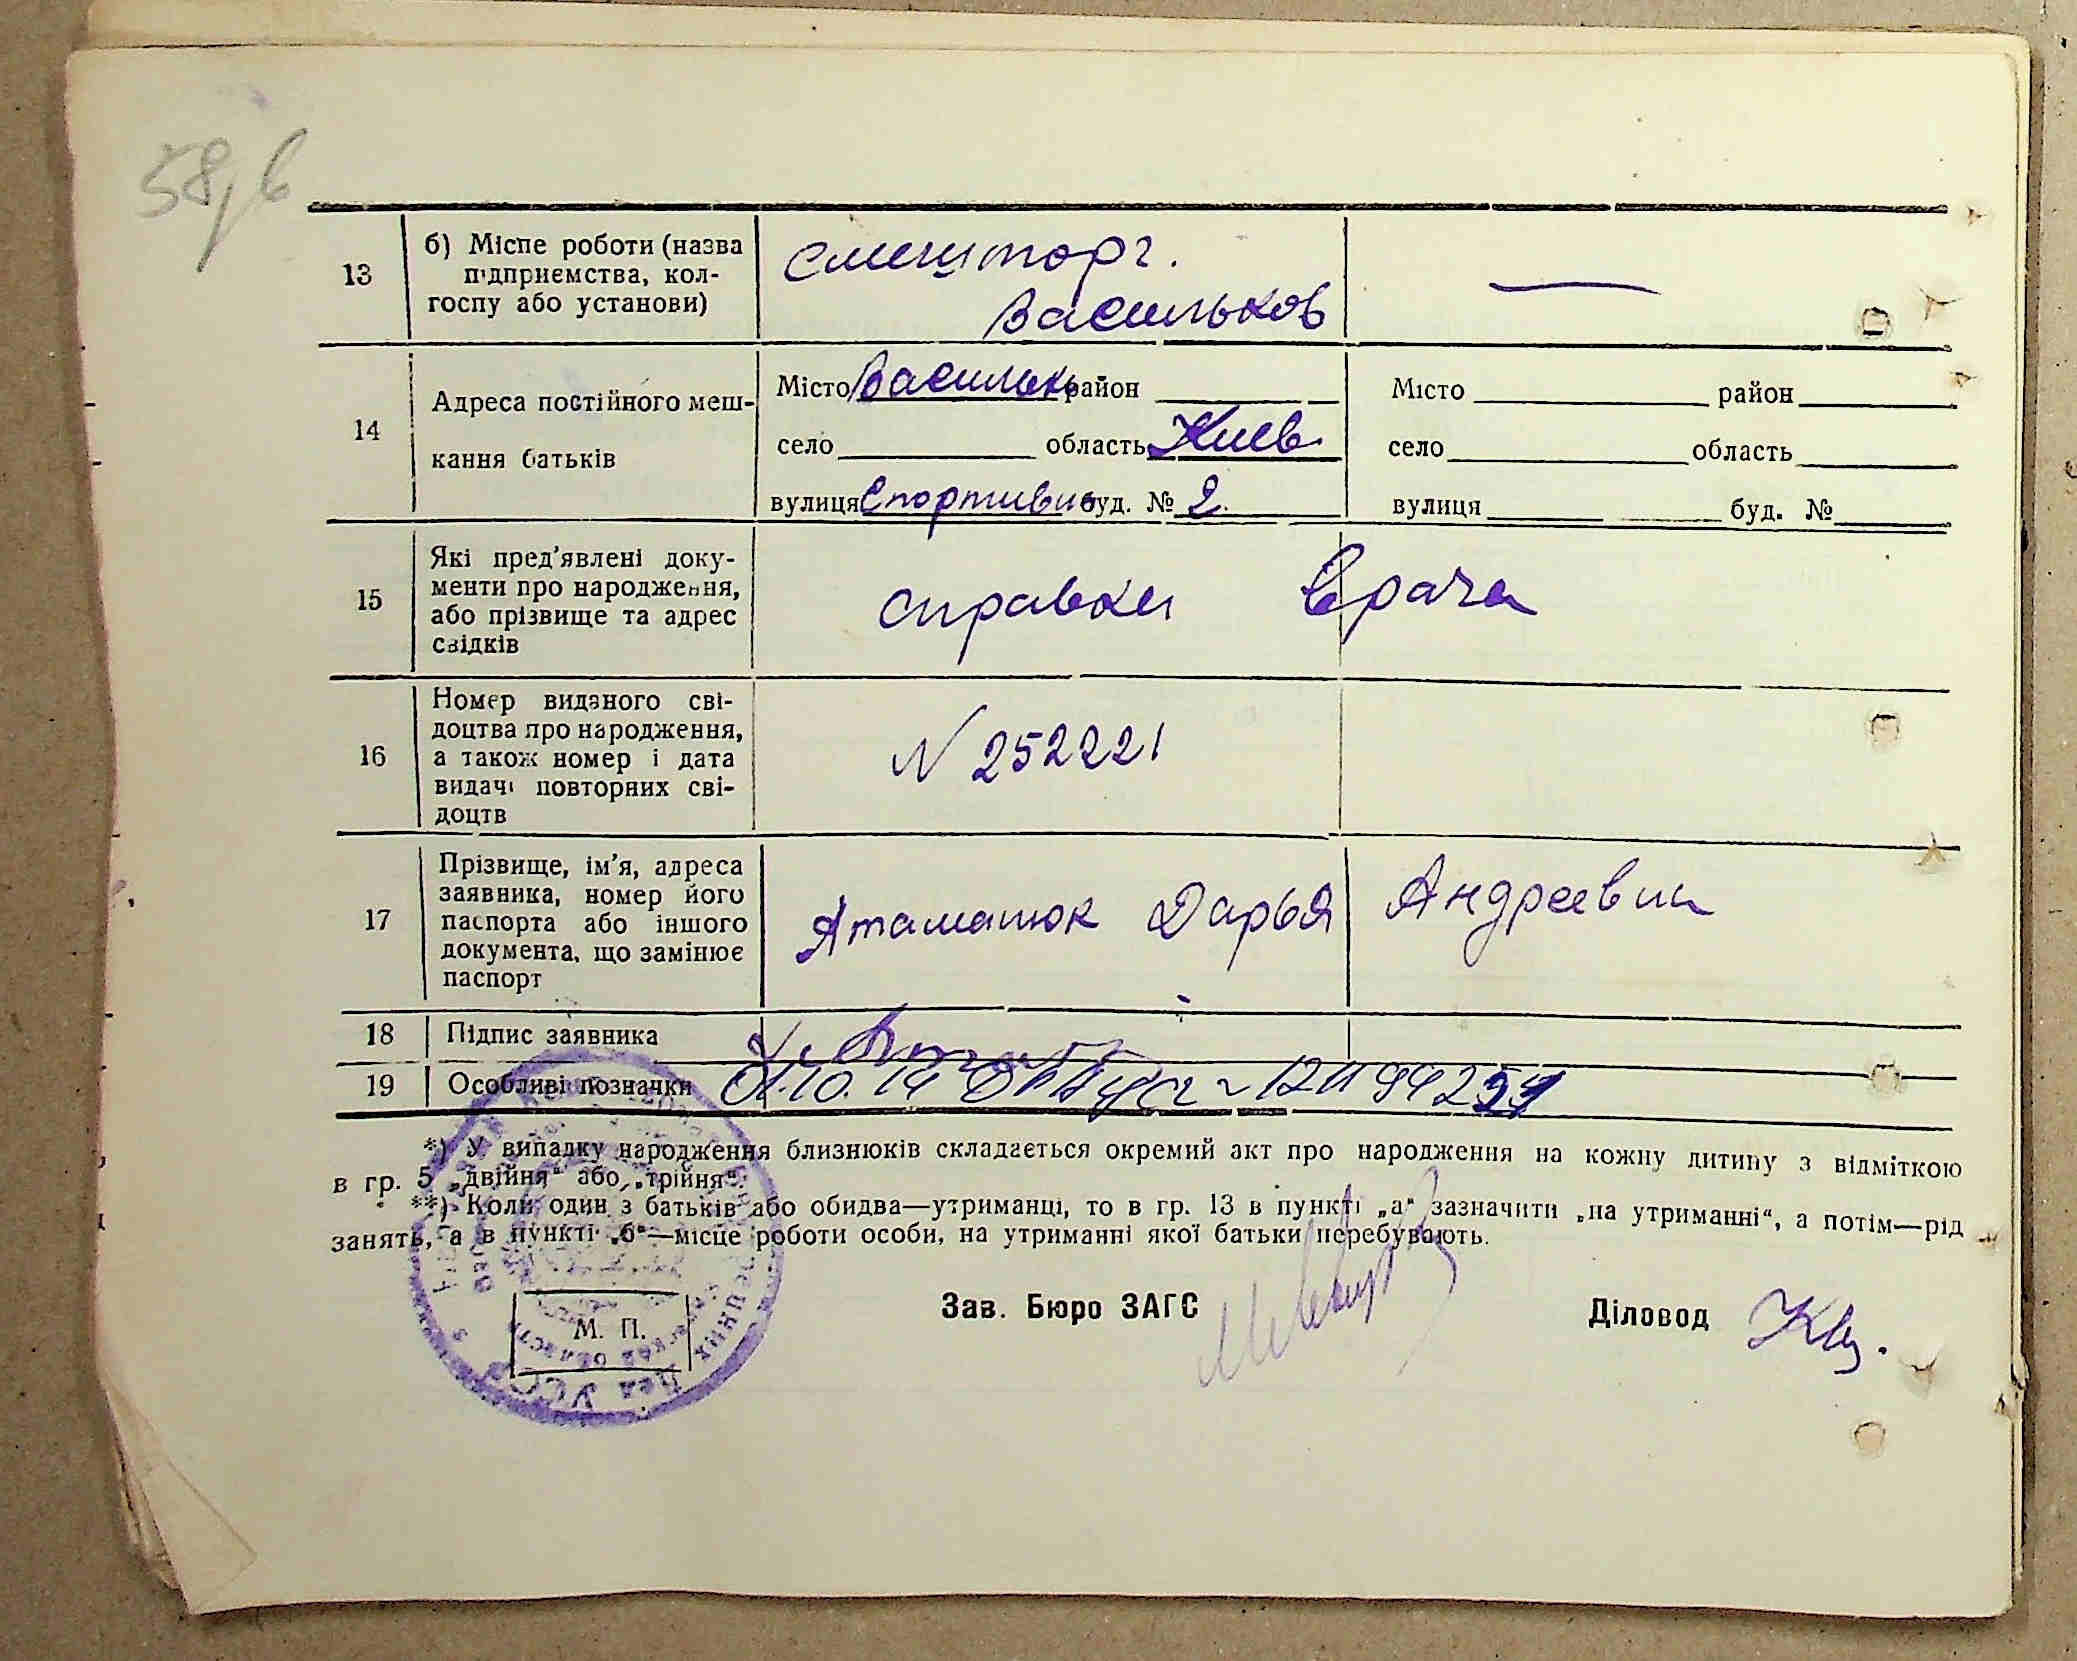 58,в
13
б) Місце роботи (назва
підприємства, кол-
госпу або установи)
Смешторг.
Васильков
—
14
Адреса постійного меш-
кання батьків
Місто Васильк район
село область Киев
вулиця Спортивн буд. № 2
Місто район
село область
вулиця буд. №
15
Які пред'явлені доку-
менти про народження,
або прізвище та адрес
свідків
справки Врача
16
Номер виданого сві-
доцтва про народження,
а також номер і дата
видачі повторних сві-
доцтв
N 252221
17
Прізвище, ім'я, адреса
заявника, номер його
паспорта або іншого
документа, що замінює
паспорт
Атаманюк Дарья Андреевна
18
Підпис заявника
19
Особливі позначки
*) У випадку народження близнюків складається окремий акт про народження на кожну дитину з відміткою
в гр. 5 „двійня“ або „трійня“.
**) Коли один з батьків або обидва—утриманці, то в гр. 13 в пункті „а“ зазначити „на утриманні“, а потім—рід
занять, а в пункті „б“—місце роботи особи, на утриманні якої батьки перебувають.
М. П.
Зав. Бюро ЗАГС
Діловод